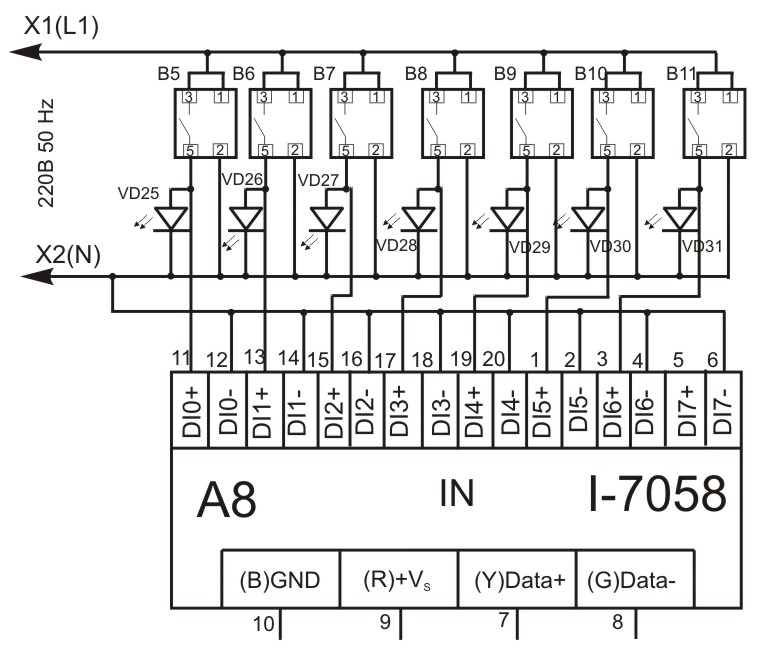 X1(L1)
B5 B6 B7 B8 B9 B10 B11
3 1 3 1 3 1 3 1 3 1 3 1 3 1
220B 50 Hz
5 2 5 2 5 2 5 2 5 2 5 2 5 2
VD25 VD26 VD27 VD28 VD29 VD30 VD31
X2(N)
11 12 13 14 15 16 17 18 19 20 1 2 3 4 5 6
DI0+ DI0- DI1+ DI1- DI2+ DI2- DI3+ DI3- DI4+ DI4- DI5+ DI5- DI6+ DI6- DI7+ DI7-
A8 IN I-7058
(B)GND (R)+Vs (Y)Data+ (G)Data-
10 9 7 8